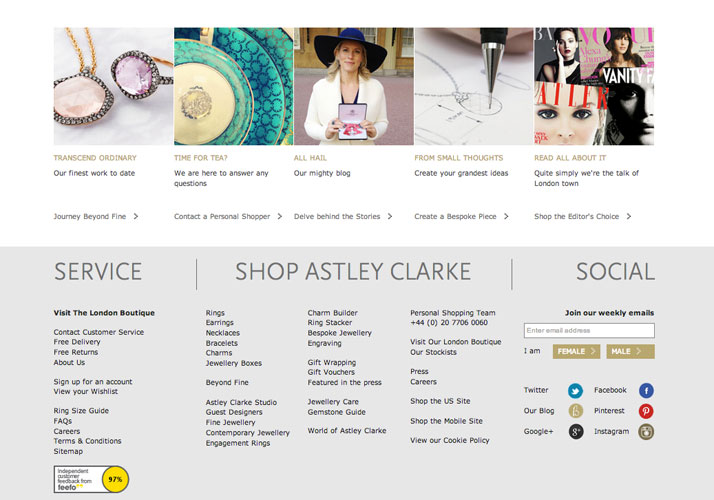 BA
VOGUE
Alexa
Chung
VANITY FA
TATLER
TRANSCEND ORDINARY
Our finest work to date
Journey Beyond Fine
TIME FOR TEA?
We are here to answer any
questions
Contact a Personal Shopper
ALL HAIL
Our mighty blog
Delve behind the Stories
FROM SMALL THOUGHTS
Create your grandest ideas
Create a Bespoke Piece
READ ALL ABOUT IT
Quite simply we're the talk of
London town
Shop the Editor's Choice
SERVICE
Visit The London Boutique
Contact Customer Service
Free Delivery
Free Returns
About Us
Sign up for an account
View your Wishlist
Ring Size Guide
FAQs
Careers
Terms & Conditions
Sitemap
independent
customer
feedback from
feefo
97%
SHOP ASTLEY CLARKE
Rings
Earrings
Necklaces
Bracelets
Charms
Jewellery Boxes
Beyond Fine
Astley Clarke Studio
Guest Designers
Fine Jewellery
Contemporary Jewellery
Engagement Rings
Charm Builder
Ring Stacker
Bespoke Jewellery
Engraving
Gift Wrapping
Gift Vouchers
Featured in the press
Jewellery Care
Gemstone Guide
World of Astley Clarke
Personal Shopping Team
+44 (0) 20 7706 0060
Visit Our London Boutique
Our Stockists
Press
Careers
Shop the US Site
Shop the Mobile Site
View our Cookie Policy
SOCIAL
Join our weekly emails
Enter email address
I am
FEMALE
MALE
Twitter
Facebook
Our Blog
Pinterest
Google+
Instagram